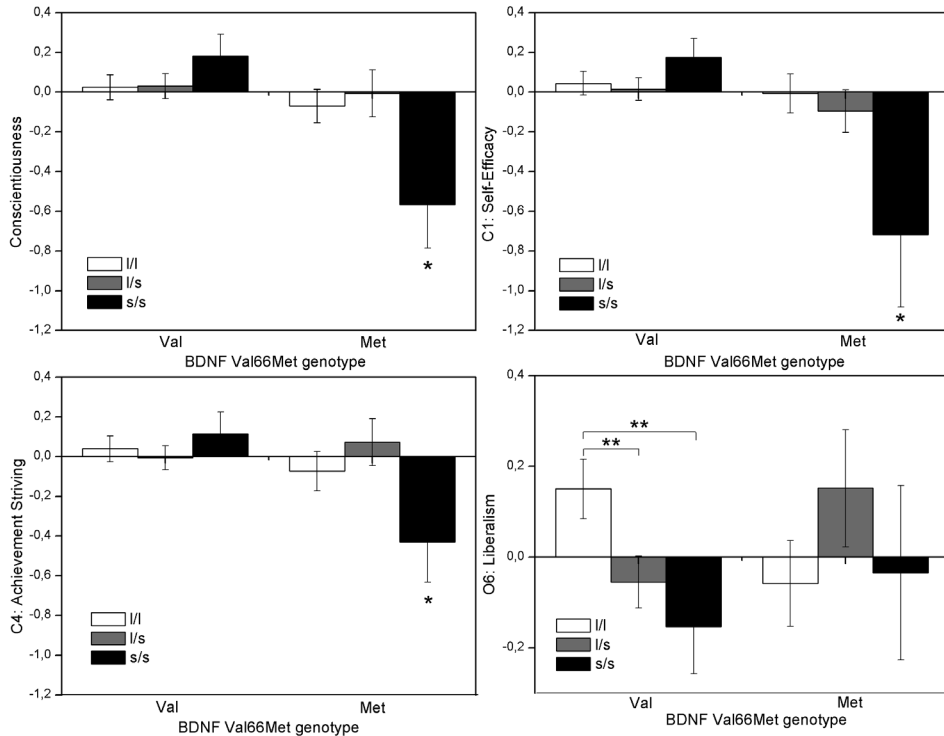 0,4
0,2
0,0
-0,2
-0,4
-0,6
-0,8
-1,0
-1,2
Conscientiousness
l/l
l/s
s/s
*
Val Met
BDNF Val66Met genotype
0,4
0,2
0,0
-0,2
-0,4
-0,6
-0,8
-1,0
-1,2
C1: Self-Efficacy
l/l
l/s
s/s
*
Val Met
BDNF Val66Met genotype
0,4
0,2
0,0
-0,2
-0,4
-0,6
-0,8
-1,0
-1,2
C4: Achievement Striving
l/l
l/s
s/s
*
Val Met
BDNF Val66Met genotype
0,4
0,2
0,0
-0,2
O6: Liberalism
**
**
l/l
l/s
s/s
Val Met
BDNF Val66Met genotype